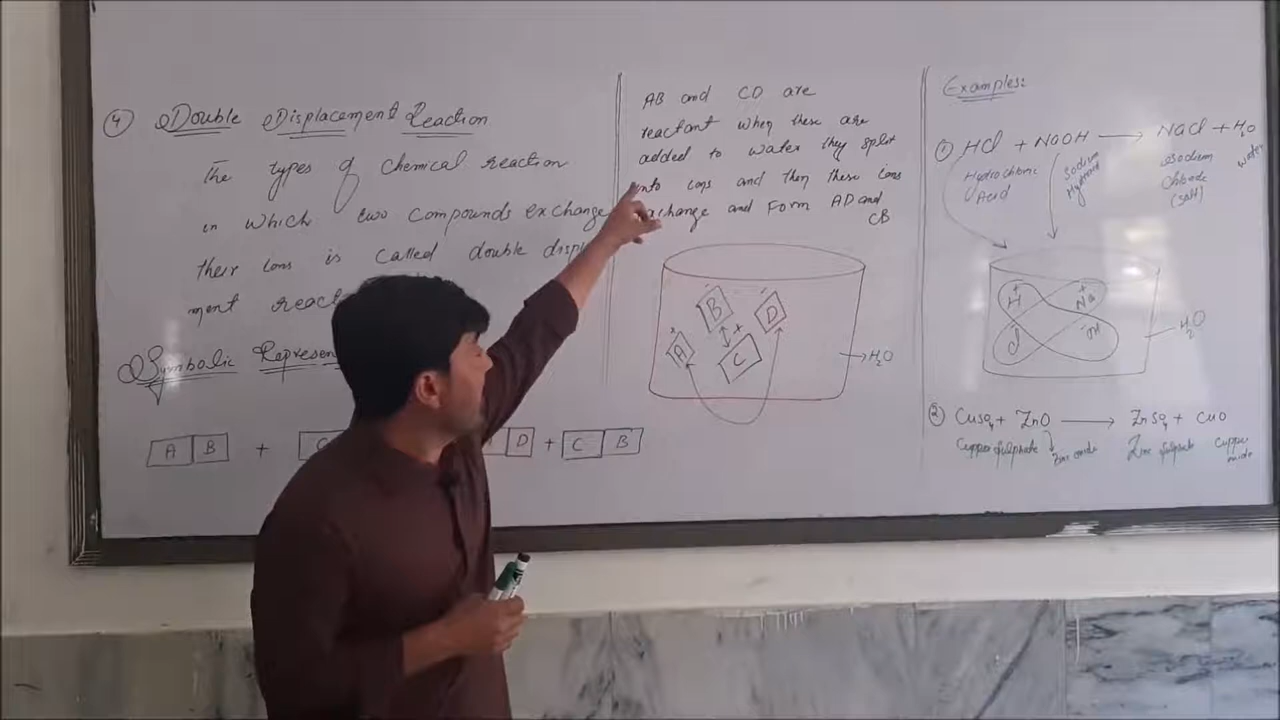 4 Double Displacement Reaction
The types of chemical reaction
in which two compounds exchange
their ions is called double displ
ment react
Symbolic Represen
A B + C D + C B
AB and CD are
reactant when these are
added to water they split
into ions and then these ions
exchange and Form AD and
CB
B - D -
A + C +
H2O
Examples:
1 HCl + NaOH → NaCl + H2O
Hydrochloric Acid
Sodium Hydroxide
Sodium Chloride (salt)
water
H + Na +
Cl - OH
H2O
2 CuSO4 + ZnO → ZnSO4 + CuO
Cupper sulphate Zinc oxide Zinc sulphate cupper oxide